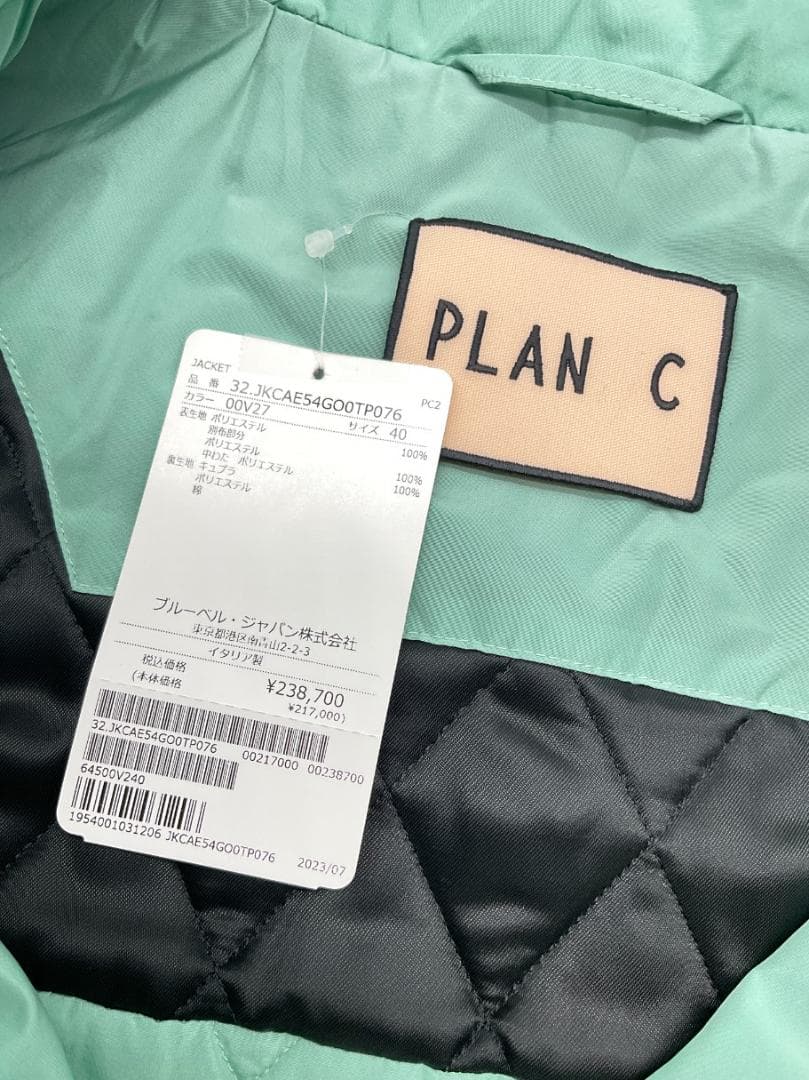 PLAN C
JACKET
品 番 32.JKCAE54GO0TP076 PC2
カラー 00V27 サイズ 40
表生地 ポリエステル 100%
別布部分
ポリエステル 100%
中わた ポリエステル 100%
裏生地 キュプラ
ポリエステル
綿
ブルーベル・ジャパン株式会社
東京都港区南青山2-2-3
イタリア製
税込価格 ¥238,700
(本体価格 ¥217,000)
32.JKCAE54GO0TP076 00217000 00238700
64500V240
1954001031206 JKCAE54GO0TP076 2023/07